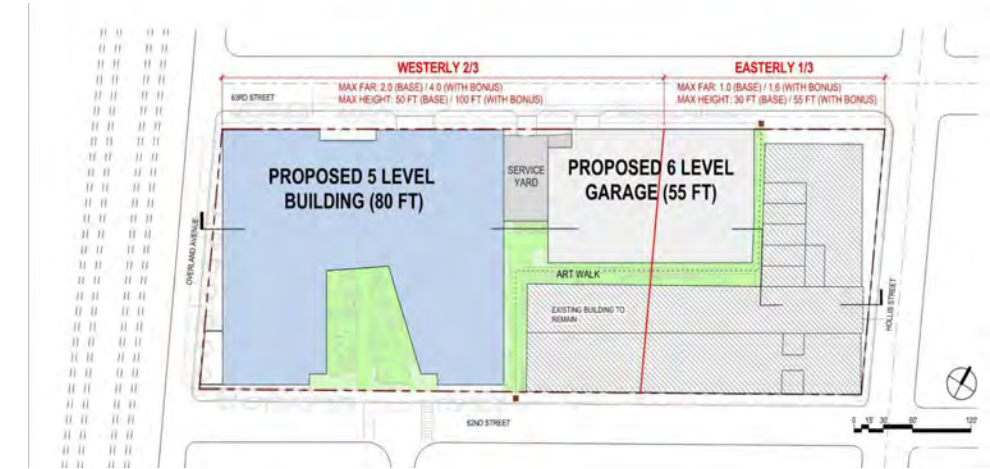 WESTERLY 2/3
EASTERLY 1/3
MAX FAR: 2.0 (BASE) / 4.0 (WITH BONUS)
MAX HEIGHT: 50 FT (BASE) / 100 FT (WITH BONUS)
MAX FAR: 1.0 (BASE) / 1.6 (WITH BONUS)
MAX HEIGHT: 30 FT (BASE) / 55 FT (WITH BONUS)
63RD STREET
PROPOSED 5 LEVEL
BUILDING (80 FT)
SERVICE
YARD
PROPOSED 6 LEVEL
GARAGE (55 FT)
OVERLAND AVENUE
ART WALK
EXISTING BUILDING TO
REMAIN
HOLLIS STREET
62ND STREET
0 15' 30' 60' 120'